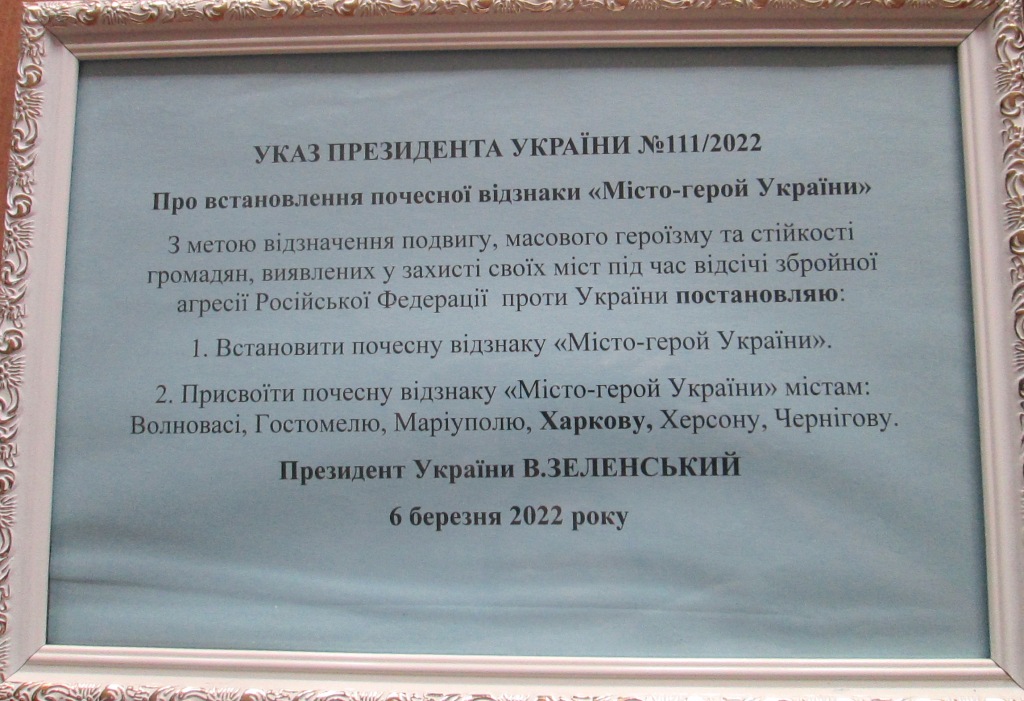 УКАЗ ПРЕЗИДЕНТА УКРАЇНИ №111/2022
Про встановлення почесної відзнаки «Місто-герой України»
З метою відзначення подвигу, масового героїзму та стійкості
громадян, виявлених у захисті своїх міст під час відсічі збройної
агресії Російської Федерації проти України постановляю:
1. Встановити почесну відзнаку «Місто-герой України».
2. Присвоїти почесну відзнаку «Місто-герой України» містам:
Волновасі, Гостомелю, Маріуполю, Харкову, Херсону, Чернігову.
Президент України В.ЗЕЛЕНСЬКИЙ
6 березня 2022 року